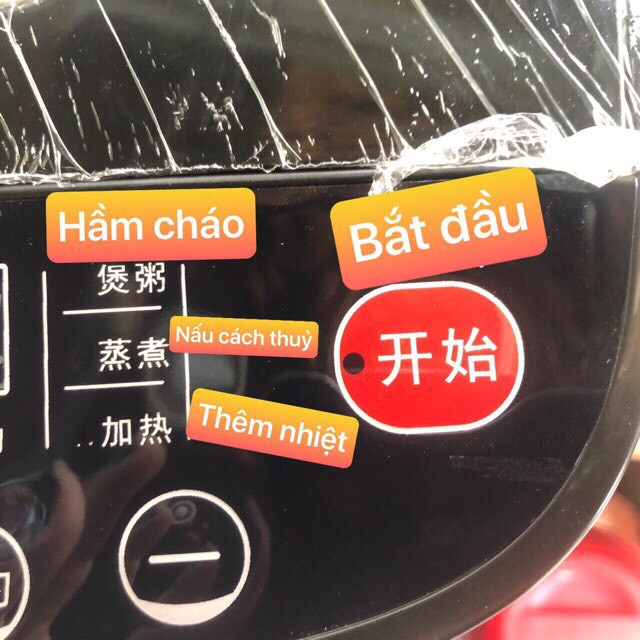 Hầm cháo
Bắt đầu
煲粥
Nấu cách thuỷ
蒸煮
开始
加热
Thêm nhiệt